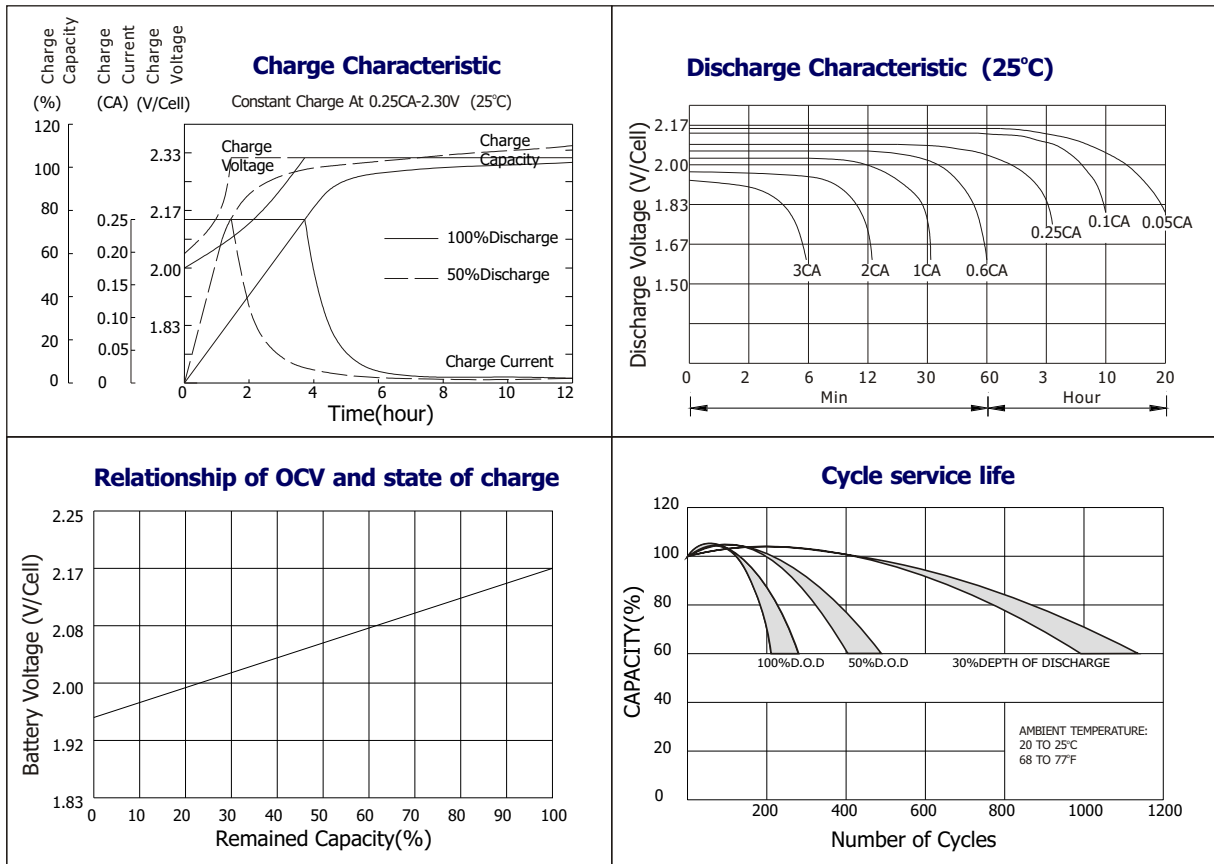 Charge Capacity
Charge Current
Charge Voltage
(%)
(CA)
(V/Cell)
Charge Characteristic
Constant Charge At 0.25CA-2.30V (25°C)
120
100
80
60
40
20
0
0.25
0.20
0.15
0.10
0.05
0
2.33
2.17
2.00
1.83
Charge Voltage
Charge Capacity
100%Discharge
50%Discharge
Charge Current
0 2 4 6 8 10 12
Time(hour)
Discharge Characteristic (25°C)
Discharge Voltage (V/Cell)
2.17
2.00
1.83
1.67
1.50
3CA
2CA
1CA
0.6CA
0.25CA
0.1CA
0.05CA
0 2 6 12 30 60 3 10 20
Min
Hour
Relationship of OCV and state of charge
Battery Voltage (V/Cell)
2.25
2.17
2.08
2.00
1.92
1.83
0 10 20 30 40 50 60 70 80 90 100
Remained Capacity(%)
Cycle service life
CAPACITY(%)
120
100
80
60
40
20
0
100%D.O.D
50%D.O.D
30%DEPTH OF DISCHARGE
AMBIENT TEMPERATURE:
20 TO 25°C
68 TO 77°F
200 400 600 800 1000 1200
Number of Cycles